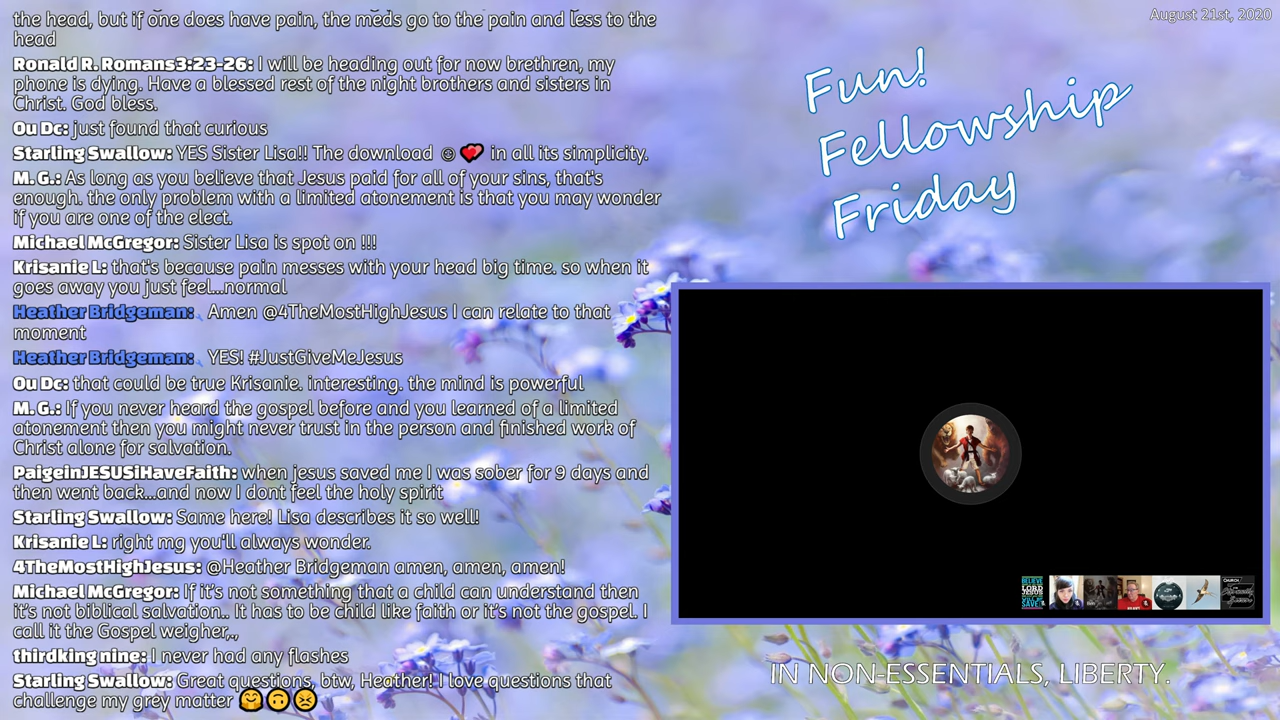 the head, but if one does have pain, the meds go to the pain and less to the
head
Ronald R. Romans3:23-26: I will be heading out for now brethren, my
phone is dying. Have a blessed rest of the night brothers and sisters in
Christ. God bless.
Ou Dc: just found that curious
Starling Swallow: YES Sister Lisa!! The download ☺💕 in all its simplicity.
M. G.: As long as you believe that Jesus paid for all of your sins, that's
enough. the only problem with a limited atonement is that you may wonder
if you are one of the elect.
Michael McGregor: Sister Lisa is spot on !!!
Krisanie L: that's because pain messes with your head big time. so when it
goes away you just feel...normal
Heather Bridgeman: Amen @4TheMostHighJesus I can relate to that
moment
Heather Bridgeman: YES! #JustGiveMeJesus
Ou Dc: that could be true Krisanie. interesting. the mind is powerful
M. G.: If you never heard the gospel before and you learned of a limited
atonement then you might never trust in the person and finished work of
Christ alone for salvation.
PaigeinJESUSiHaveFaith: when jesus saved me I was sober for 9 days and
then went back...and now I dont feel the holy spirit
Starling Swallow: Same here! Lisa describes it so well!
Krisanie L: right mg you'll always wonder.
4TheMostHighJesus: @Heather Bridgeman amen, amen, amen!
Michael McGregor: If it's not something that a child can understand then
it's not biblical salvation.. It has to be child like faith or it's not the gospel. I
call it the Gospel weigher,.,
thirdking nine: I never had any flashes
Starling Swallow: Great questions, btw, Heather! I love questions that
challenge my grey matter 🤗🙃😣
August 21st, 2020
Fun!
Fellowship
Friday
BELIEVE
LORD
JESUS
SAVE
IN NON-ESSENTIALS, LIBERTY.